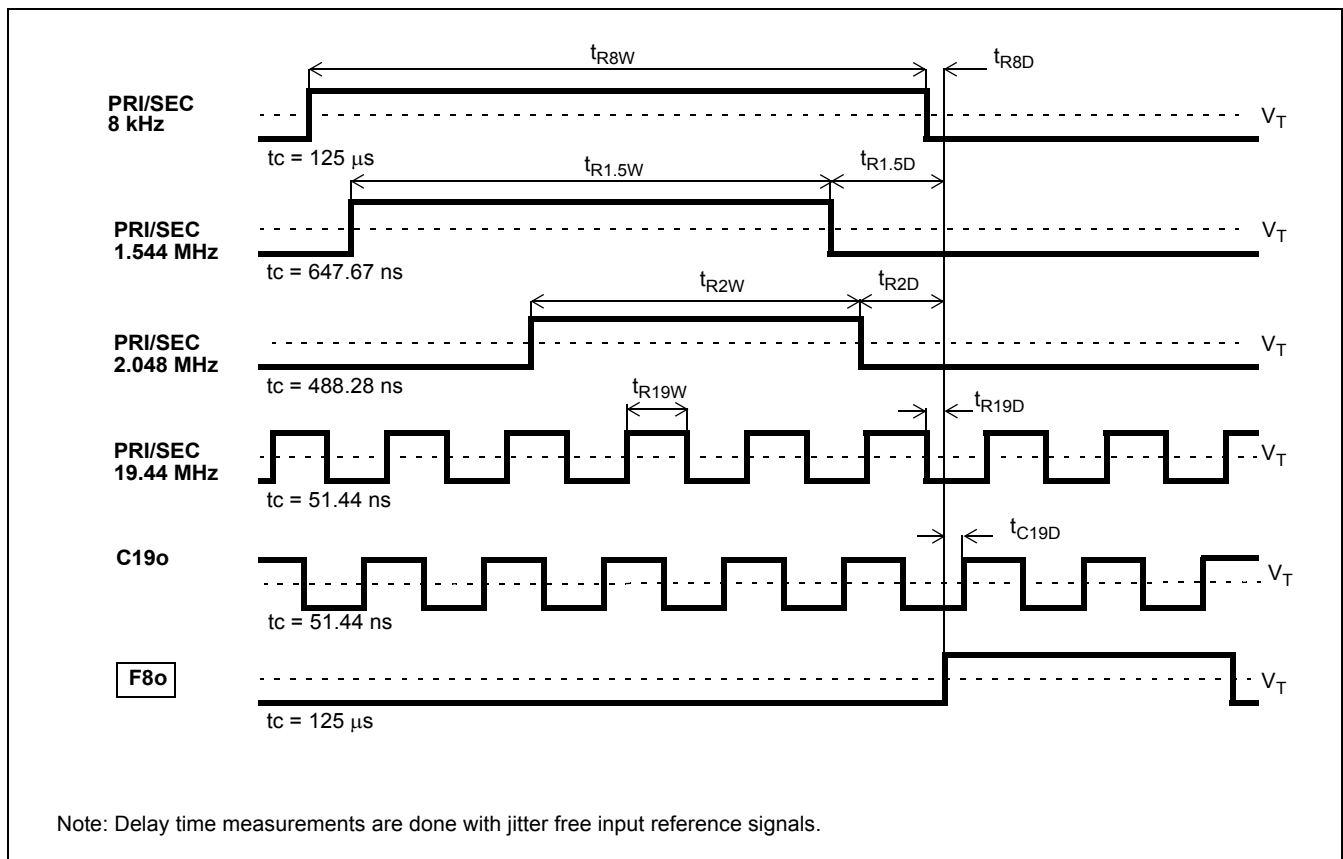 tR8W
tR8D
PRI/SEC
8 kHz
VT
tc = 125 μs
tR1.5W
tR1.5D
PRI/SEC
1.544 MHz
VT
tc = 647.67 ns
tR2W
tR2D
PRI/SEC
2.048 MHz
VT
tc = 488.28 ns
tR19W
tR19D
PRI/SEC
19.44 MHz
VT
tc = 51.44 ns
tC19D
C19o
VT
tc = 51.44 ns
F8o
VT
tc = 125 μs
Note: Delay time measurements are done with jitter free input reference signals.